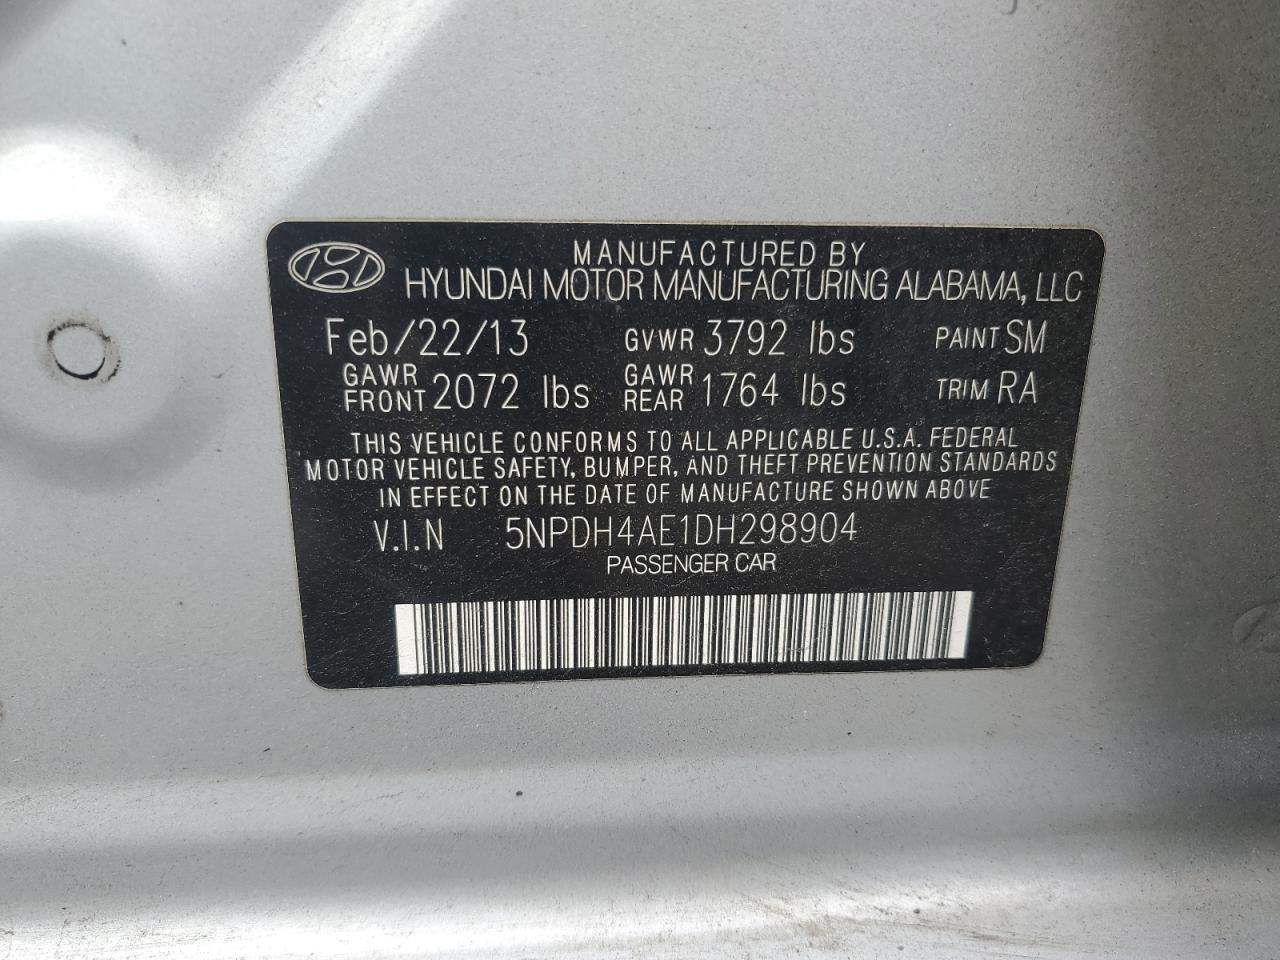 MANUFACTURED BY
HYUNDAI MOTOR MANUFACTURING ALABAMA, LLC
Feb/22/13 GVWR 3792 lbs PAINT SM
GAWR FRONT 2072 lbs GAWR REAR 1764 lbs TRIM RA
THIS VEHICLE CONFORMS TO ALL APPLICABLE U.S.A. FEDERAL
MOTOR VEHICLE SAFETY, BUMPER, AND THEFT PREVENTION STANDARDS
IN EFFECT ON THE DATE OF MANUFACTURE SHOWN ABOVE
V.I.N 5NPDH4AE1DH298904
PASSENGER CAR